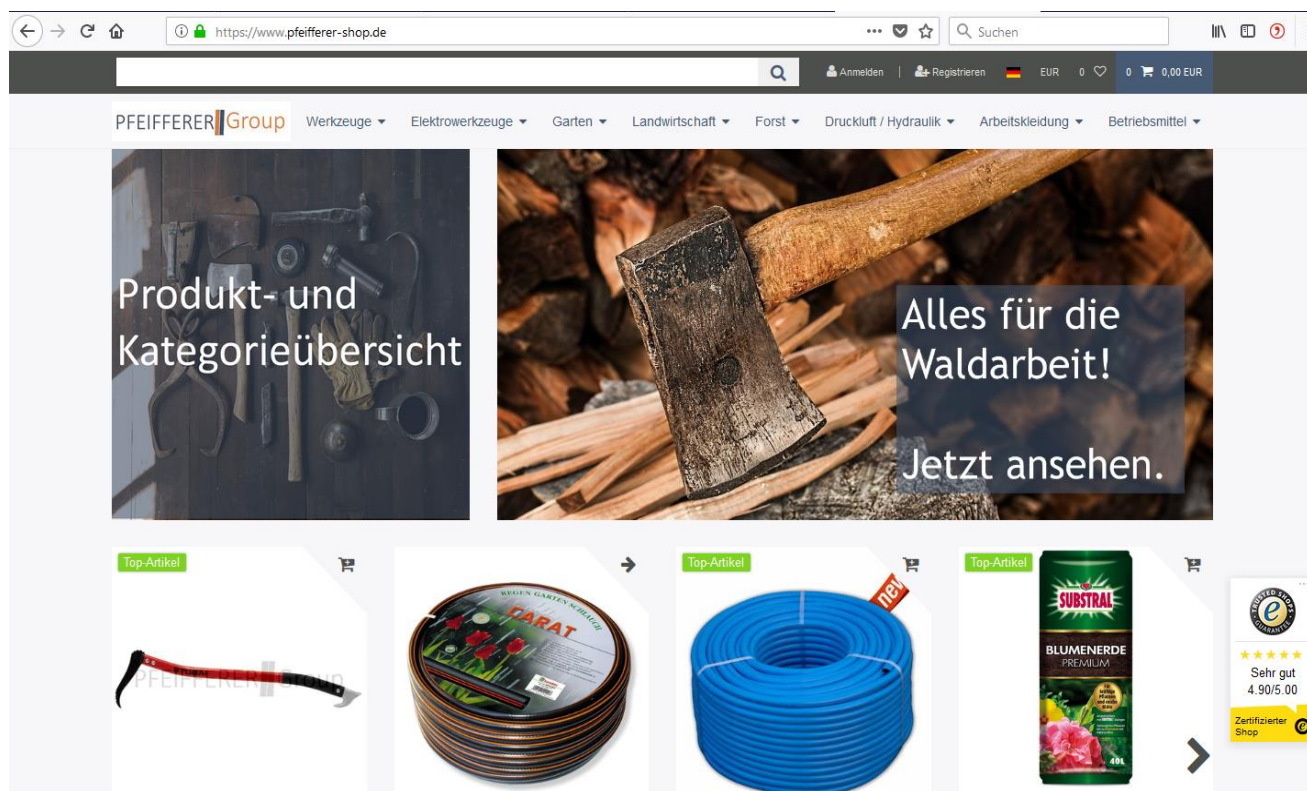 https://www.pfeifferer-shop.de
Suchen
Anmelden | Registrieren EUR 0 0 0,00 EUR
PFEIFFERER Group Werkzeuge Elektrowerkzeuge Garten Landwirtschaft Forst Druckluft / Hydraulik Arbeitskleidung Betriebsmittel
Produkt- und
Kategorieübersicht
Alles für die
Waldarbeit!
Jetzt ansehen.
Top-Artikel
PFEIFFERER Group
REGEN GARTEN SCHLAUCH
CARAT
Top-Artikel
new
Top-Artikel
SUBSTRAL
BLUMENERDE
PREMIUM
40L
TRUSTED SHOPS
GUARANTEE
Sehr gut
4.90/5.00
Zertifizierter
Shop